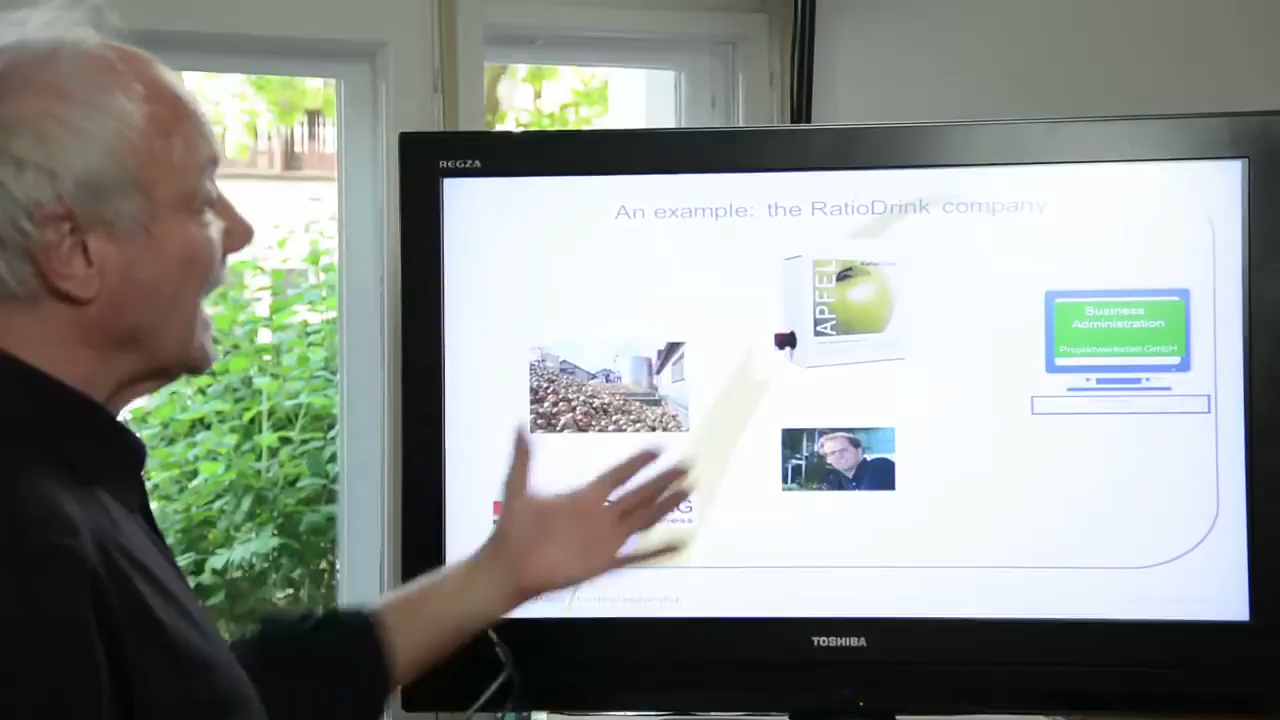 REGZA
An example: the RatioDrink company
APFEL
Business
Administration
Projektwerkstatt GmbH
TOSHIBA